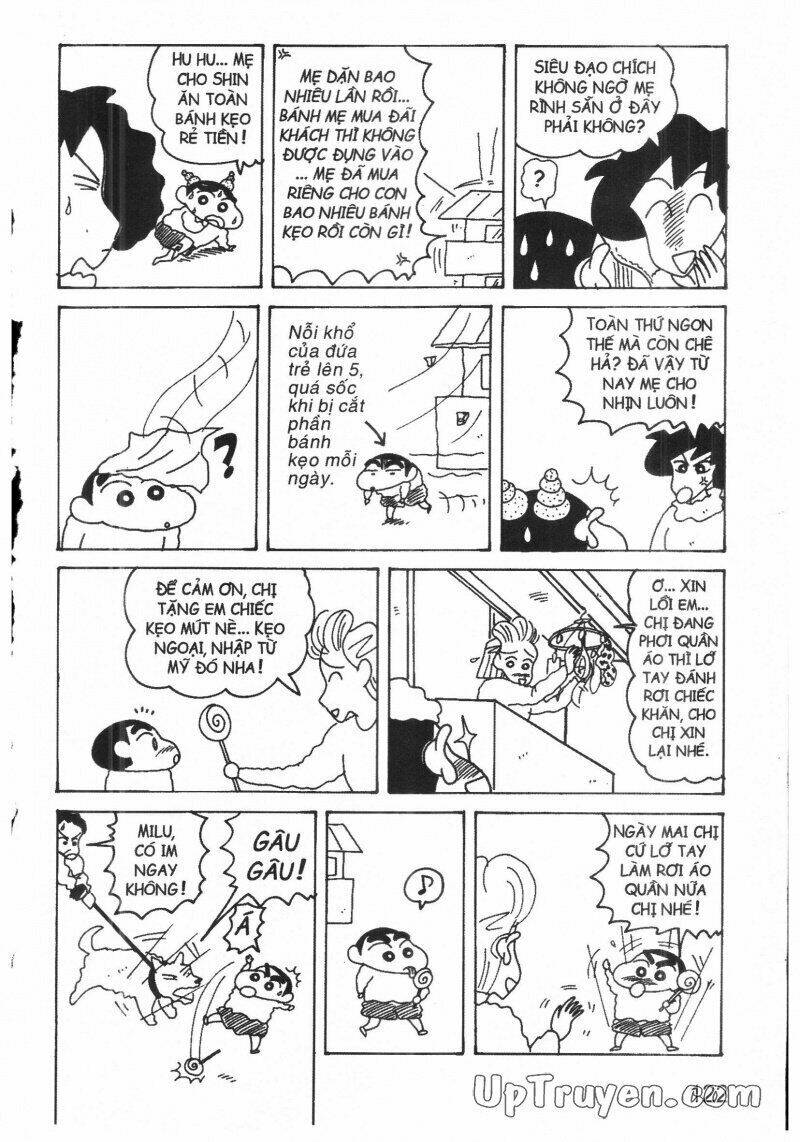 SIÊU ĐẠO CHÍCH
KHÔNG NGỜ MẸ
RÌNH SẴN Ở ĐÂY
PHẢI KHÔNG?
?
MẸ DẶN BAO
NHIÊU LẦN RỒI...
BÁNH MẸ MUA ĐÃI
KHÁCH THÌ KHÔNG
ĐƯỢC ĐỤNG VÀO
... MẸ ĐÃ MUA
RIÊNG CHO CON
BAO NHIÊU BÁNH
KẸO RỒI CÒN GÌ!
HU HU... MẸ
CHO SHIN
ĂN TOÀN
BÁNH KẸO
RẺ TIỀN!
TOÀN THỨ NGON
THẾ MÀ CÒN CHÊ
HẢ? ĐÃ VẬY TỪ
NAY MẸ CHO
NHỊN LUÔN!
Nỗi khổ
của đứa
trẻ lên 5,
quá sốc
khi bị cắt
phần
bánh
kẹo mỗi
ngày.
?
Ơ... XIN
LỖI EM...
CHỊ ĐANG
PHƠI QUẦN
ÁO THÌ LỠ
TAY ĐÁNH
RƠI CHIẾC
KHĂN, CHO
CHỊ XIN
LẠI NHÉ.
ĐỂ CẢM ƠN, CHỊ
TẶNG EM CHIẾC
KẸO MÚT NÈ... KẸO
NGOẠI, NHẬP TỪ
MỸ ĐÓ NHA!
NGÀY MAI CHỊ
CỨ LỠ TAY
LÀM RƠI ÁO
QUẦN NỮA
CHỊ NHÉ!
GÂU
GÂU!
MILU,
CÓ IM
NGAY
KHÔNG!
Á
122
UpTruyen.com